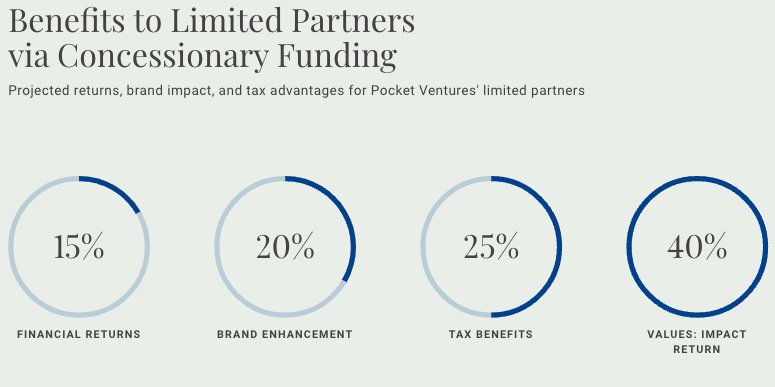 Benefits to Limited Partners
via Concessionary Funding
Projected returns, brand impact, and tax advantages for Pocket Ventures' limited partners
15%
20%
25%
40%
FINANCIAL RETURNS
BRAND ENHANCEMENT
TAX BENEFITS
VALUES: IMPACT
RETURN